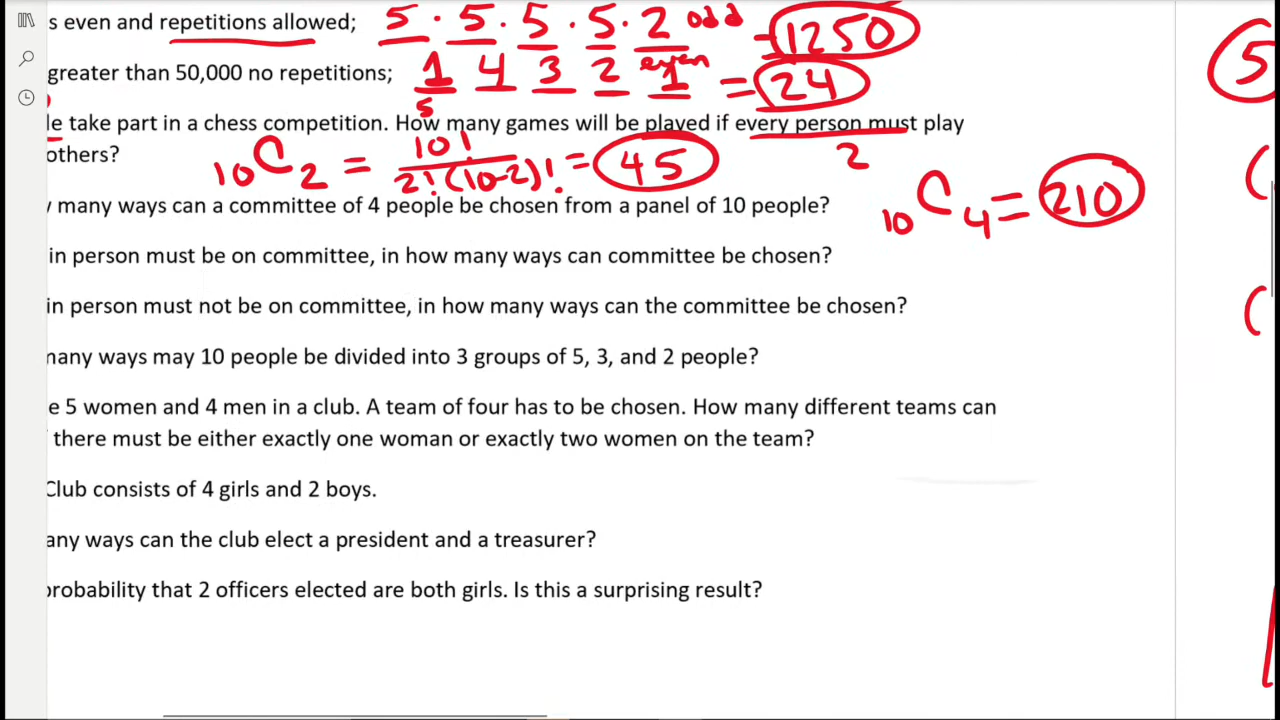 s even and repetitions allowed; 5 · 5 · 5 · 5 · 2 odd = 1250
greater than 50,000 no repetitions; 1 4 3 2 1 even = 24
5
le take part in a chess competition. How many games will be played if every person must play
others? 10C2 = 10! / 2!(10-2)! = 45 2
many ways can a committee of 4 people be chosen from a panel of 10 people? 10C4 = 210
in person must be on committee, in how many ways can committee be chosen?
in person must not be on committee, in how many ways can the committee be chosen?
many ways may 10 people be divided into 3 groups of 5, 3, and 2 people?
e 5 women and 4 men in a club. A team of four has to be chosen. How many different teams can
there must be either exactly one woman or exactly two women on the team?
Club consists of 4 girls and 2 boys.
any ways can the club elect a president and a treasurer?
probability that 2 officers elected are both girls. Is this a surprising result?
5
(
(